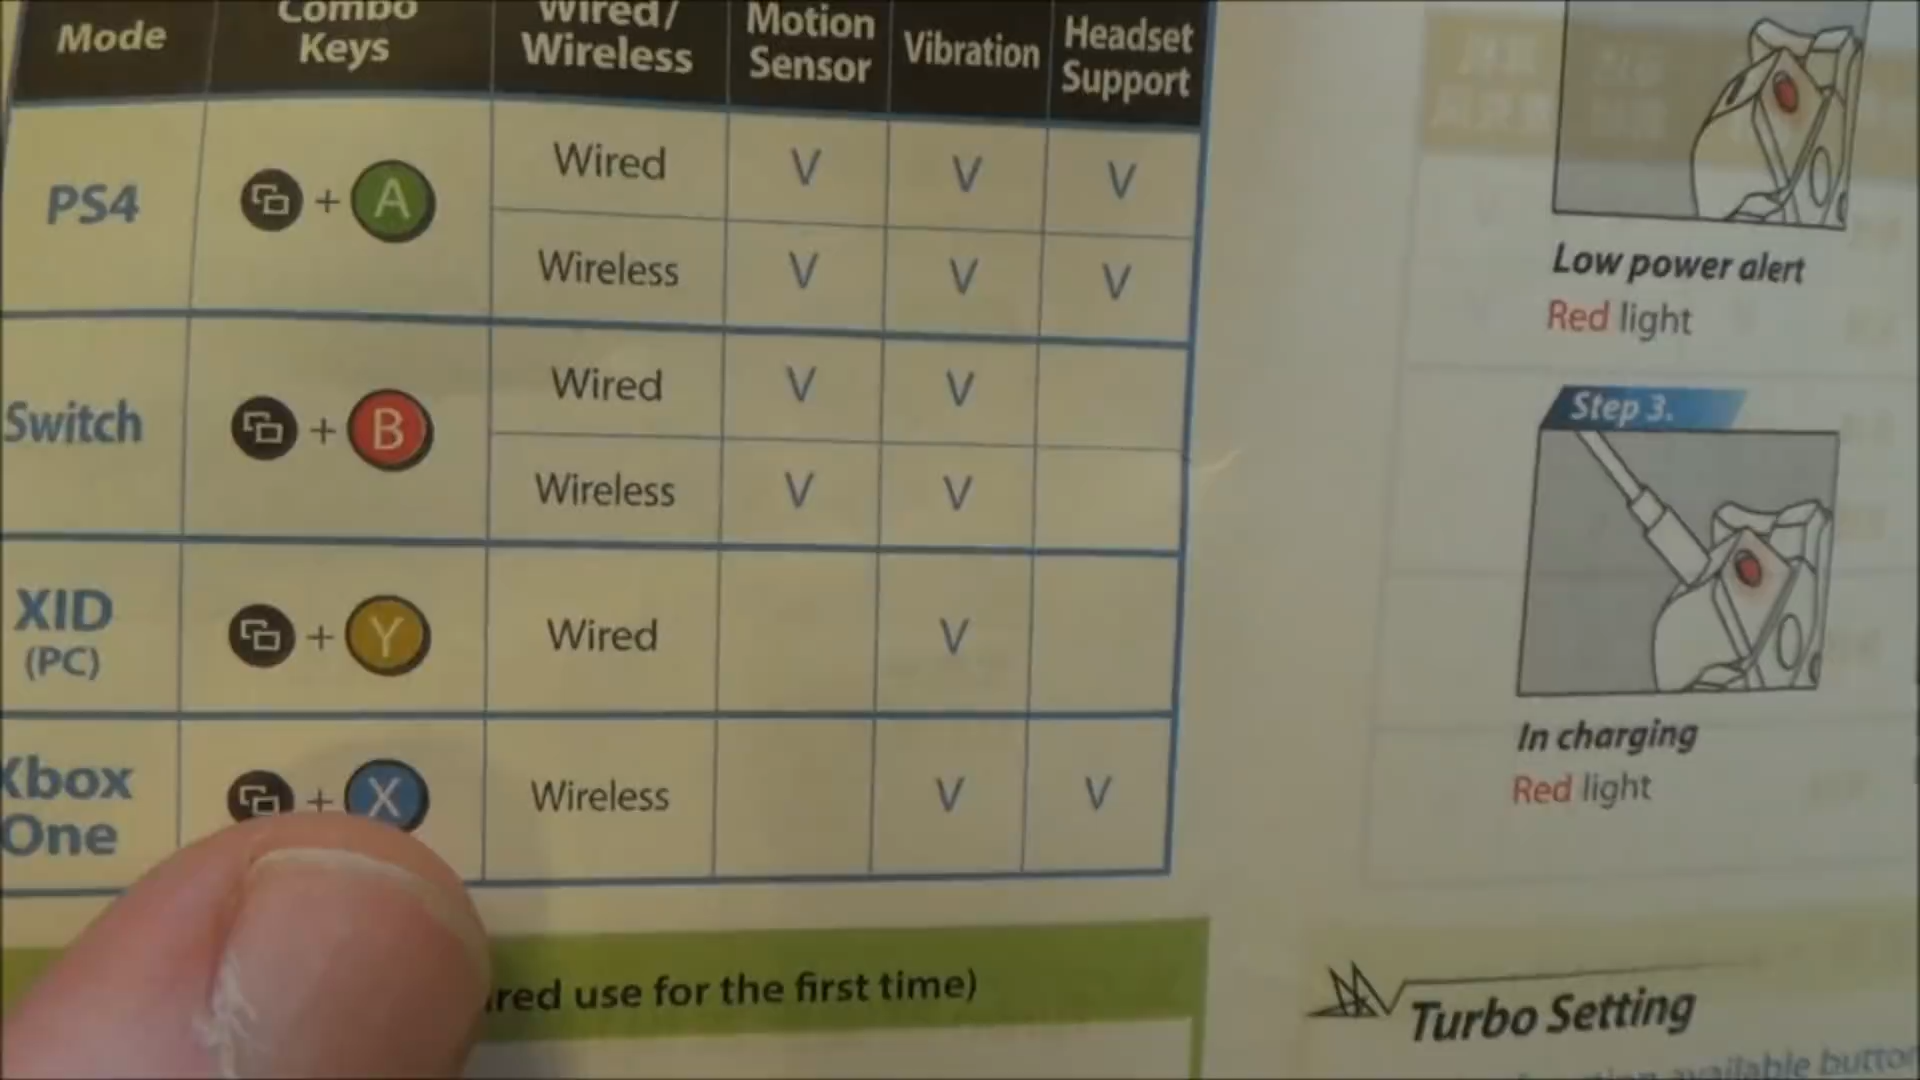 Mode
Combo
Keys
Wired/
Wireless
Motion
Sensor
Vibration
Headset
Support
PS4
+ A
Wired
V
V
V
Wireless
V
V
V
Switch
+ B
Wired
V
V
Wireless
V
V
XID
(PC)
+ Y
Wired
V
Xbox
One
+ X
Wireless
V
V
use for the first time)
Low power alert
Red light
Step 3.
In charging
Red light
Turbo Setting
available